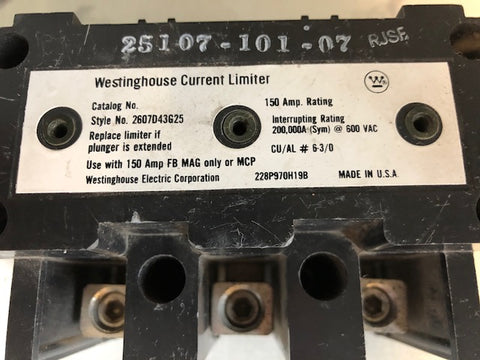 25107-101-07 RJSF
Westinghouse Current Limiter
W
Catalog No.
150 Amp. Rating
Style No. 2607D43G25
Interrupting Rating
200,000A (Sym) @ 600 VAC
Replace limiter if
plunger is extended
CU/AL # 6-3/0
Use with 150 Amp FB MAG only or MCP
Westinghouse Electric Corporation 228P970H19B MADE IN U.S.A.